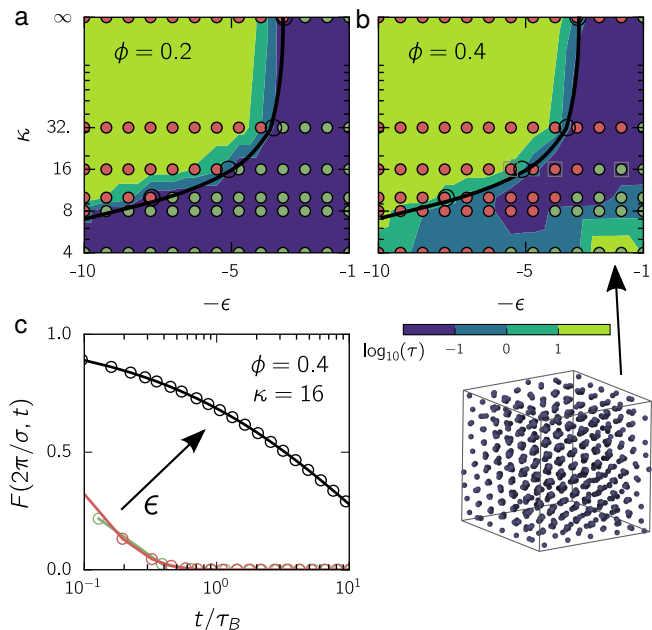 a
b
∞
ϕ = 0.2
ϕ = 0.4
κ
32.
16
8
4
-10
-5
-1
-10
-5
-1
−ϵ
−ϵ
log₁₀(τ)
-1
0
1
c
1.0
ϕ = 0.4
κ = 16
F(2π/σ, t)
0.5
ϵ
0.0
10⁻¹
10⁰
10¹
t/τ_B